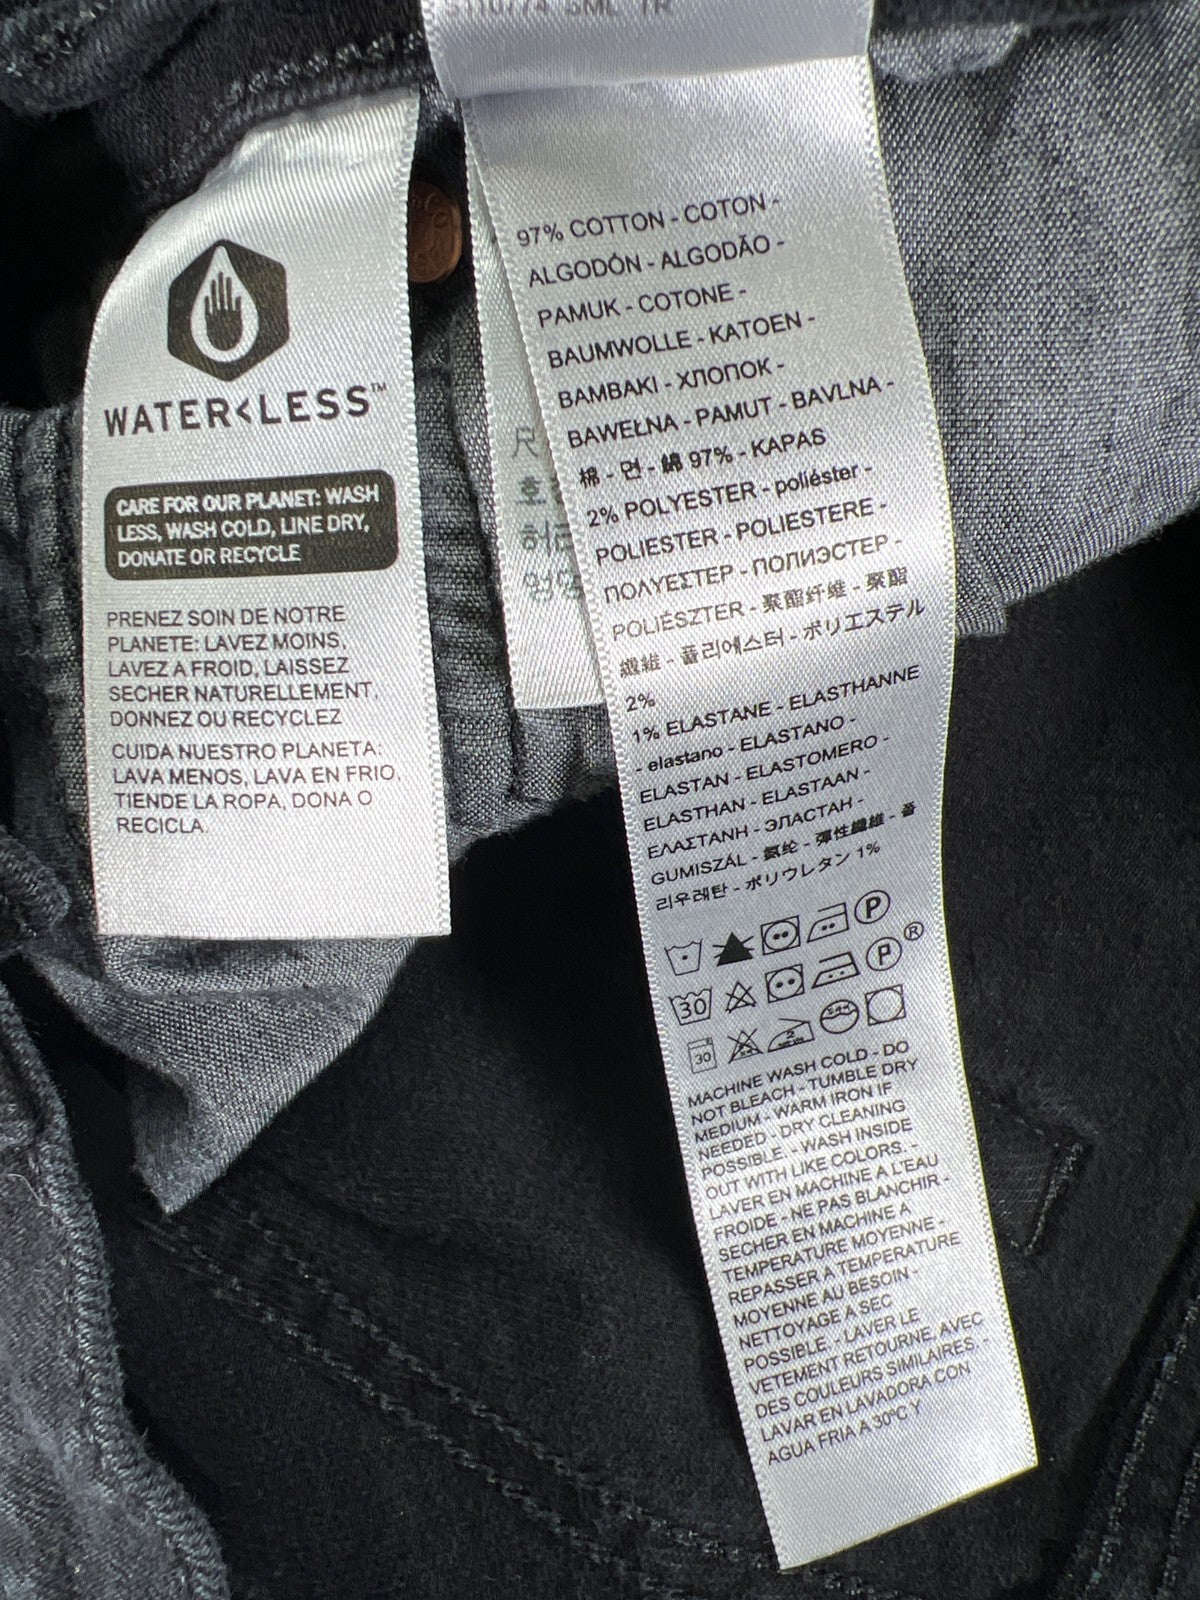 5110774 SML TR
WATER<LESS™
CARE FOR OUR PLANET: WASH
LESS, WASH COLD, LINE DRY,
DONATE OR RECYCLE
PRENEZ SOIN DE NOTRE
PLANETE: LAVEZ MOINS,
LAVEZ A FROID, LAISSEZ
SECHER NATURELLEMENT,
DONNEZ OU RECYCLEZ
CUIDA NUESTRO PLANETA:
LAVA MENOS, LAVA EN FRIO,
TIENDE LA ROPA, DONA O
RECICLA.
97% COTTON - COTON -
ALGODÓN - ALGODÃO -
PAMUK - COTONE -
BAUMWOLLE - KATOEN -
BAMBAKI - ХЛОПОК -
BAWEŁNA - PAMUT - BAVLNA -
棉 - 면 - 綿 97% - KAPAS
2% POLYESTER - poliéster -
POLIESTER - POLIESTERE -
ΠΟΛΥΕΣΤΕΡ - ПОЛИЭСТЕР -
POLIÉSZTER - 聚酯纤维 - 聚酯
纖維 - 폴리에스터 - ポリエステル
2%
1% ELASTANE - ELASTHANNE
- elastano - ELASTANO -
ELASTAN - ELASTOMERO -
ELASTHAN - ELASTAAN -
ΕΛΑΣΤΑΝΗ - ЭЛАСТАН -
GUMISZÁL - 氨纶 - 彈性纖維 - 폴
리우레탄 - ポリウレタン 1%
P
30 P ®
30 2
MACHINE WASH COLD - DO
NOT BLEACH - TUMBLE DRY
MEDIUM - WARM IRON IF
NEEDED - DRY CLEANING
POSSIBLE. - WASH INSIDE
OUT WITH LIKE COLORS. -
LAVER EN MACHINE A L'EAU
FROIDE - NE PAS BLANCHIR -
SECHER EN MACHINE A
TEMPERATURE MOYENNE -
REPASSER A TEMPERATURE
MOYENNE AU BESOIN -
NETTOYAGE A SEC
POSSIBLE. - LAVER LE
VETEMENT RETOURNE, AVEC
DES COULEURS SIMILAIRES. -
LAVAR EN LAVADORA CON
AGUA FRIA A 30ºC Y